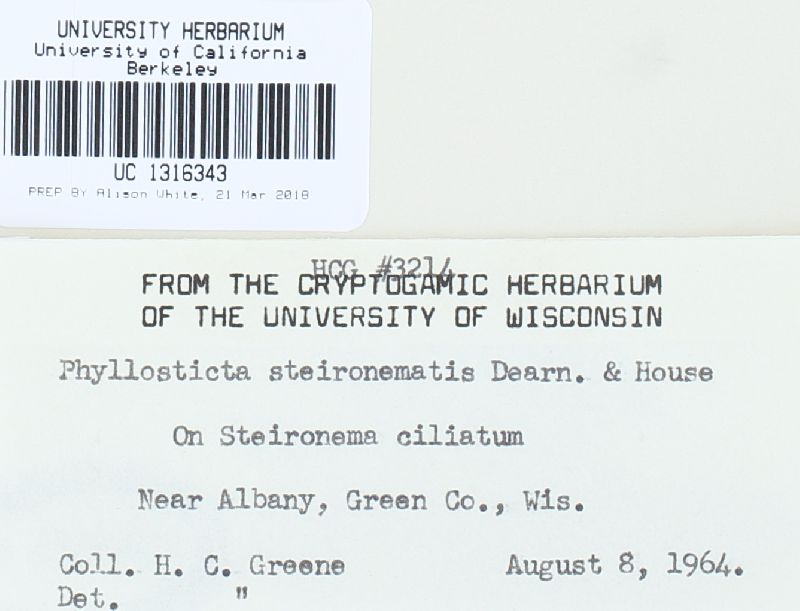 UNIVERSITY HERBARIUM
University of California
Berkeley
UC 1316343
PREP BY Alison White, 21 Mar 2018
HCG #3214
FROM THE CRYPTOGAMIC HERBARIUM
OF THE UNIVERSITY OF WISCONSIN
Phyllosticta steironematis Dearn. & House
On Steironema ciliatum
Near Albany, Green Co., Wis.
Coll. H. C. Greene August 8, 1964.
Det. "